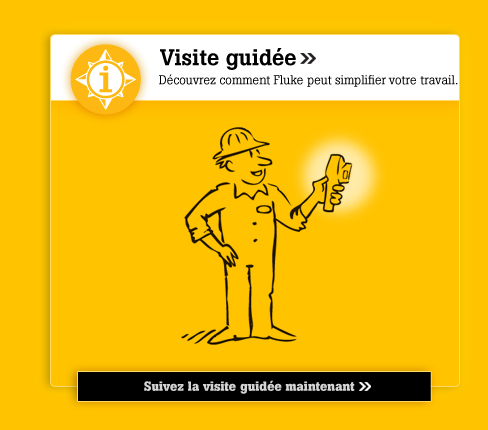 Visite guidée »
Découvrez comment Fluke peut simplifier votre travail.
Suivez la visite guidée maintenant »